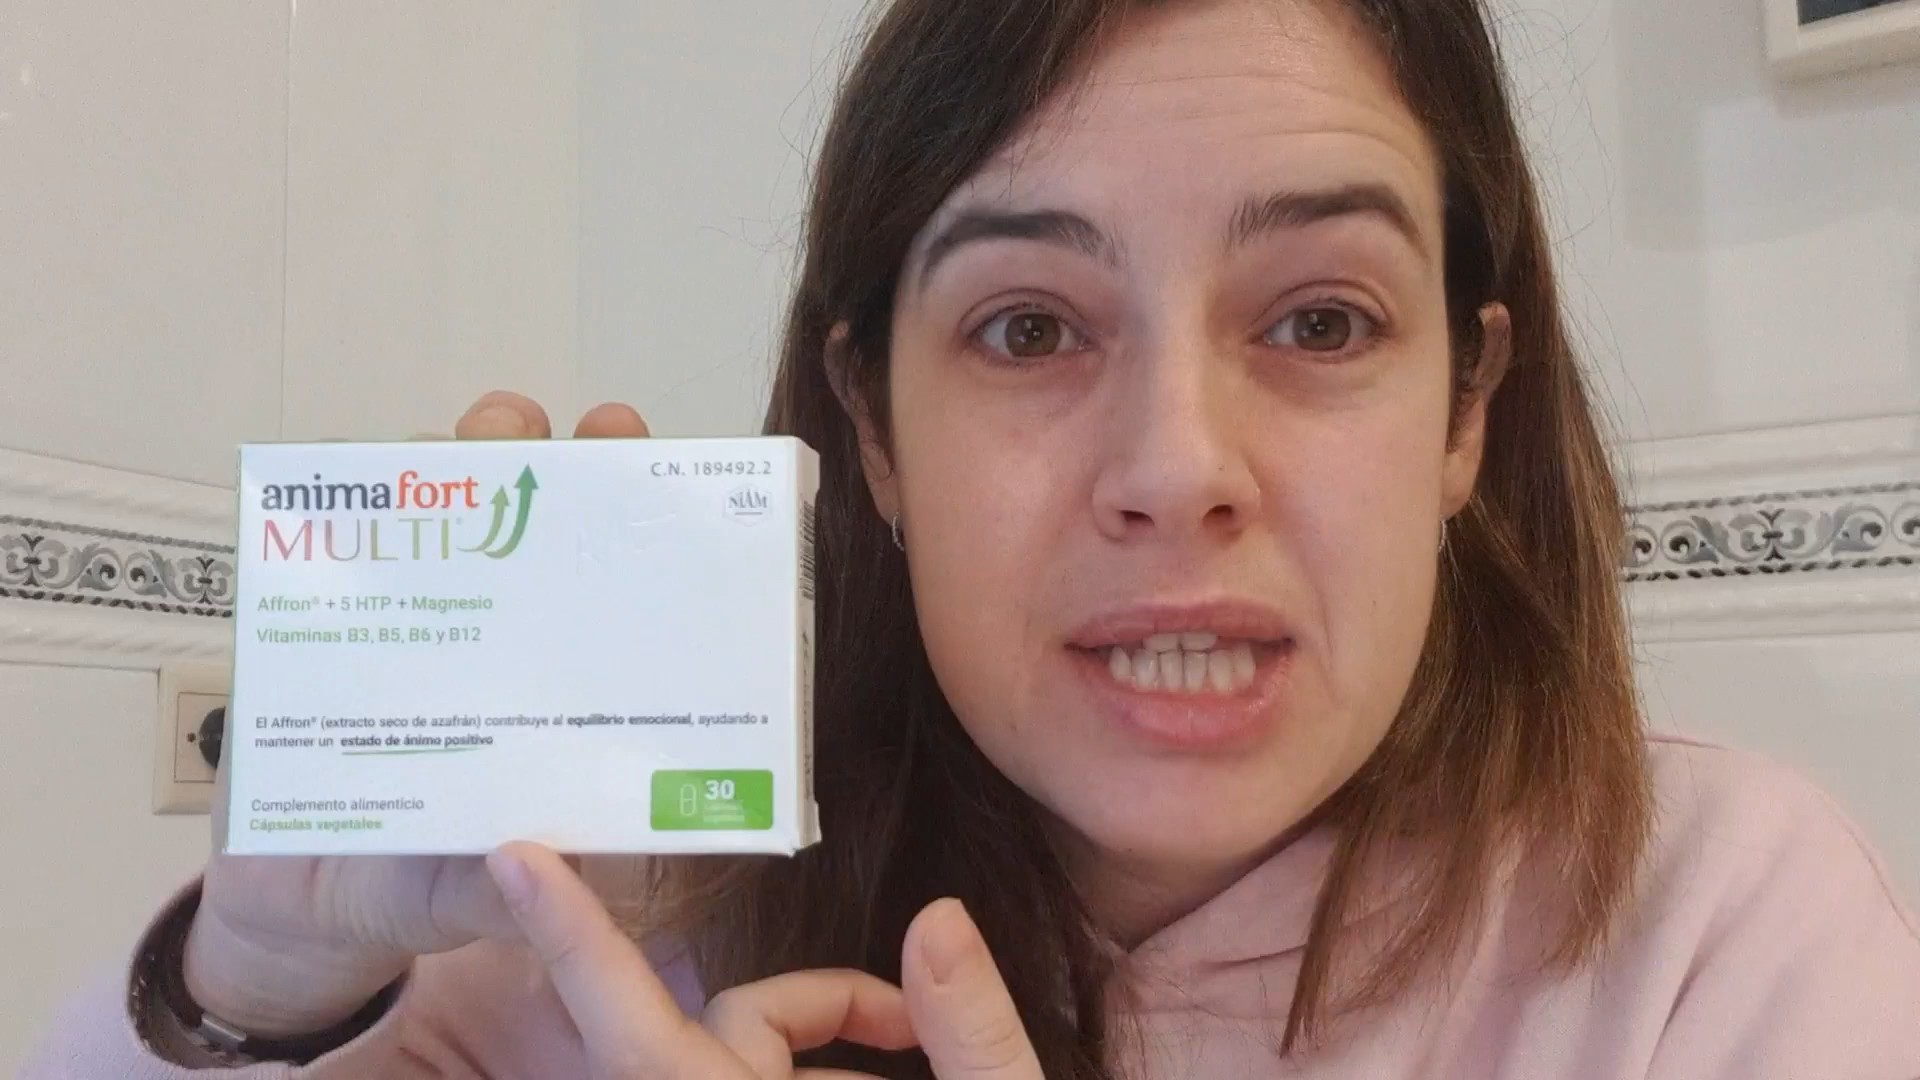 animafort
MULTI
C.N. 189492.2
NIAM
Affron® + 5 HTP + Magnesio
Vitaminas B3, B5, B6 y B12
El Affron® (extracto seco de azafrán) contribuye al equilibrio emocional, ayudando a
mantener un estado de ánimo positivo
Complemento alimenticio
Cápsulas vegetales
30